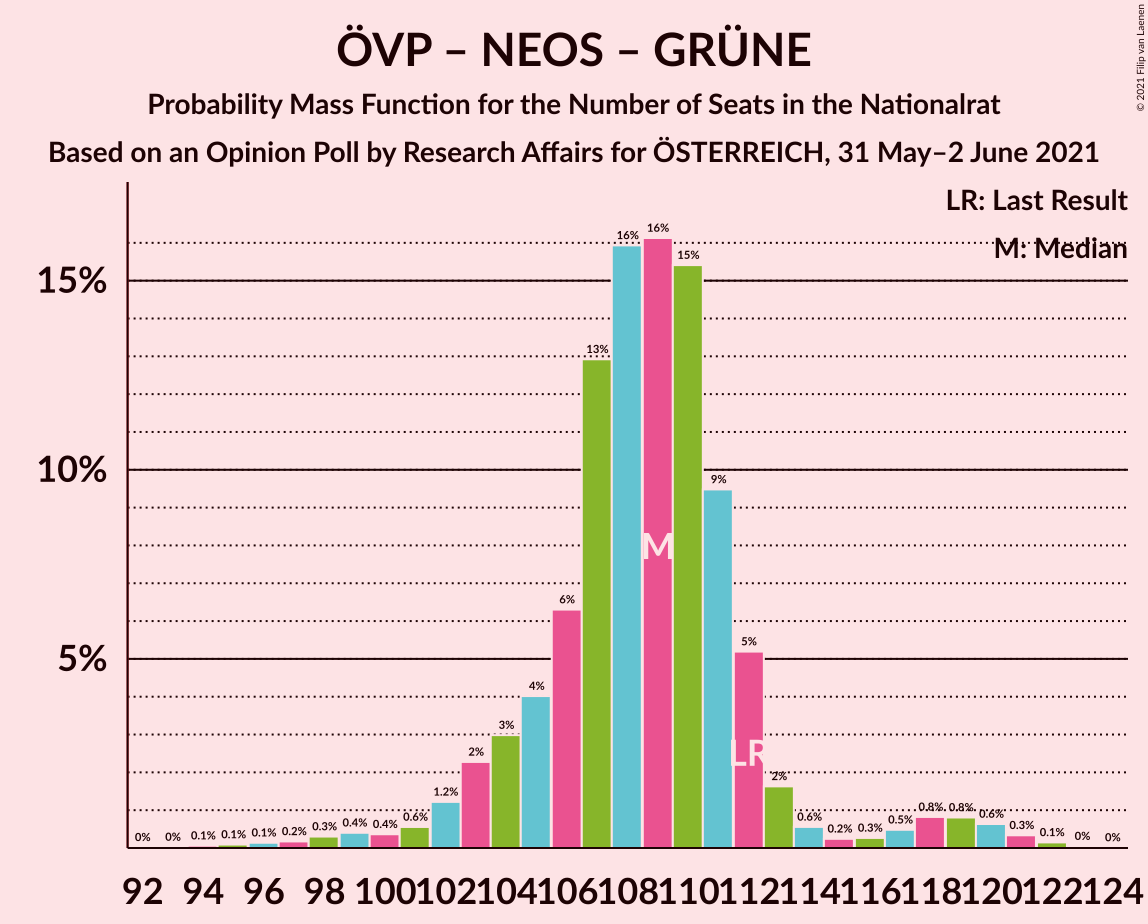 ÖVP – NEOS – GRÜNE
Probability Mass Function for the Number of Seats in the Nationalrat
Based on an Opinion Poll by Research Affairs for ÖSTERREICH, 31 May–2 June 2021
© 2021 Filip van Laenen
LR: Last Result
M: Median
15%
10%
5%
0% 0% 0.1% 0.1% 0.1% 0.2% 0.3% 0.4% 0.4% 0.6% 1.2% 2% 3% 4% 6% 13% 16% 16% 15% 9% 5% 2% 0.6% 0.2% 0.3% 0.5% 0.8% 0.8% 0.6% 0.3% 0.1% 0% 0%
M
LR
92 94 96 98 100 102 104 106 108 110 112 114 116 118 120 122 124